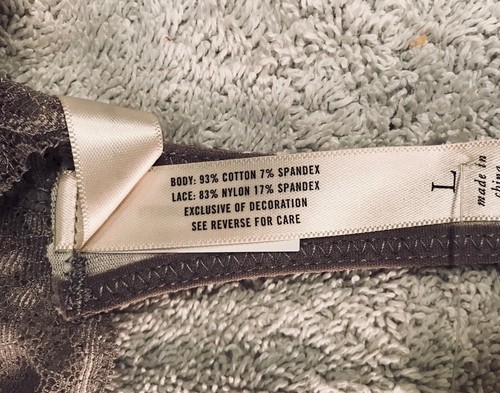 BODY: 93% COTTON 7% SPANDEX
LACE: 83% NYLON 17% SPANDEX
EXCLUSIVE OF DECORATION
SEE REVERSE FOR CARE
L
made in
china